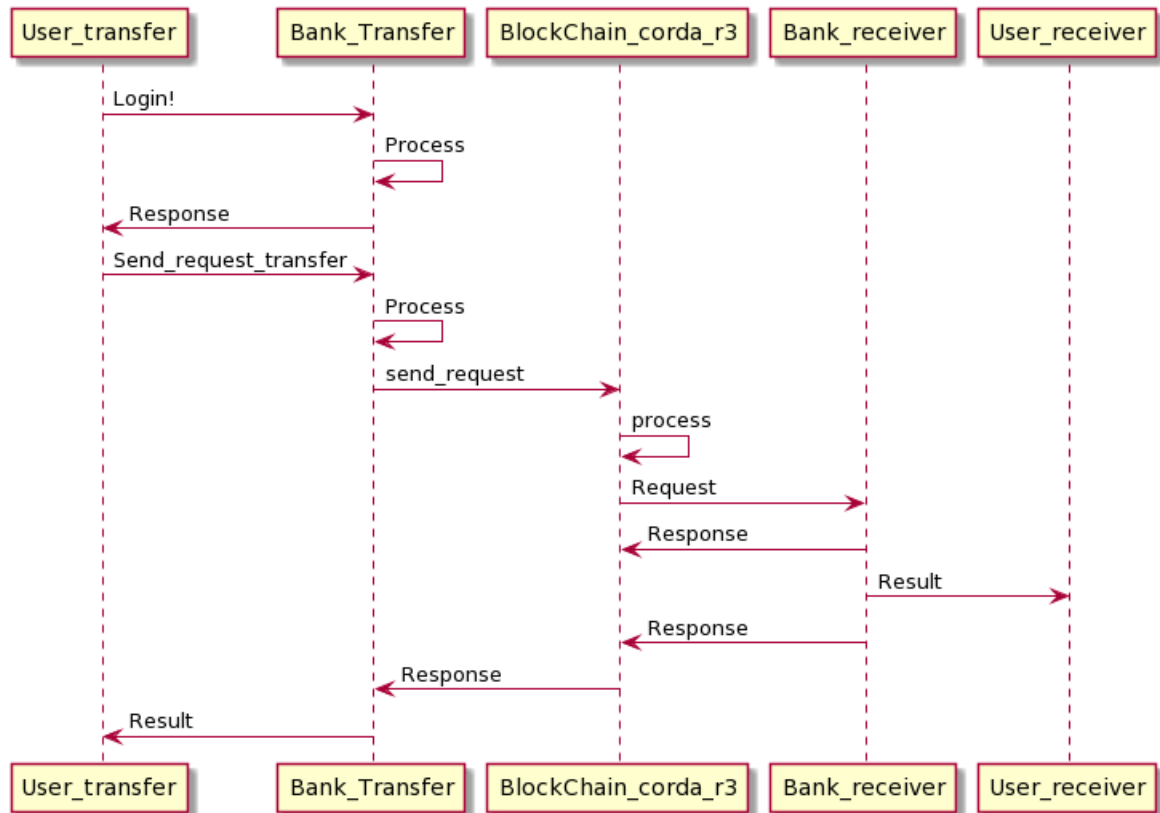 User_transfer
Bank_Transfer
BlockChain_corda_r3
Bank_receiver
User_receiver
Login!
Process
Response
Send_request_transfer
Process
send_request
process
Request
Response
Result
Response
Response
Result
User_transfer
Bank_Transfer
BlockChain_corda_r3
Bank_receiver
User_receiver